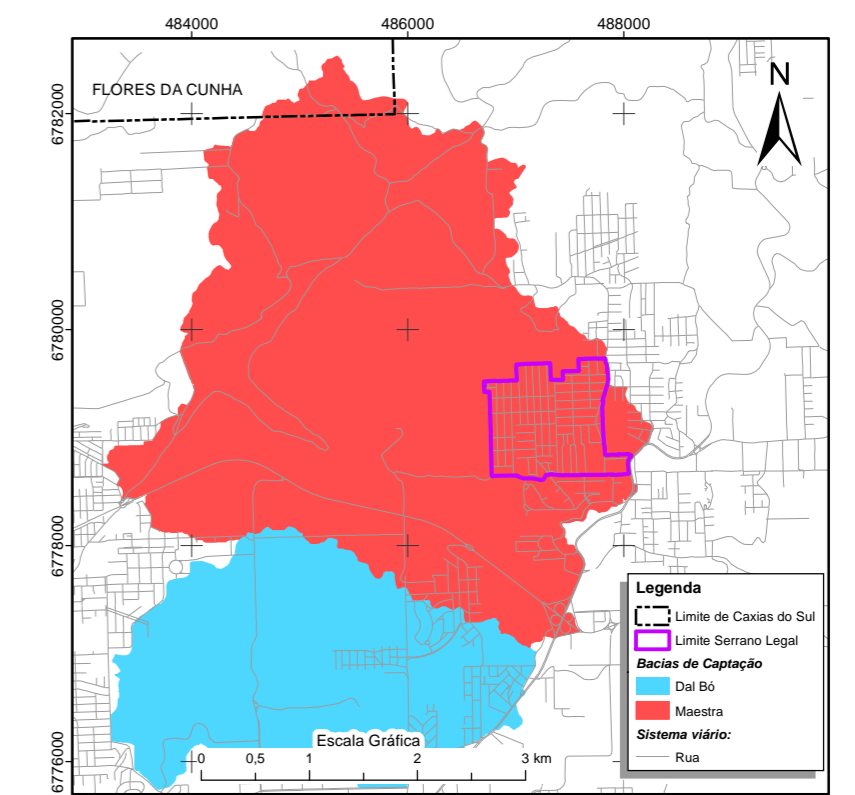 484000 486000 488000
FLORES DA CUNHA
N
6782000
6780000
6778000
6776000
Legenda
Limite de Caxias do Sul
Limite Serrano Legal
Bacias de Captação
Dal Bó
Maestra
Sistema viário:
Rua
Escala Gráfica
0 0,5 1 2 3 km